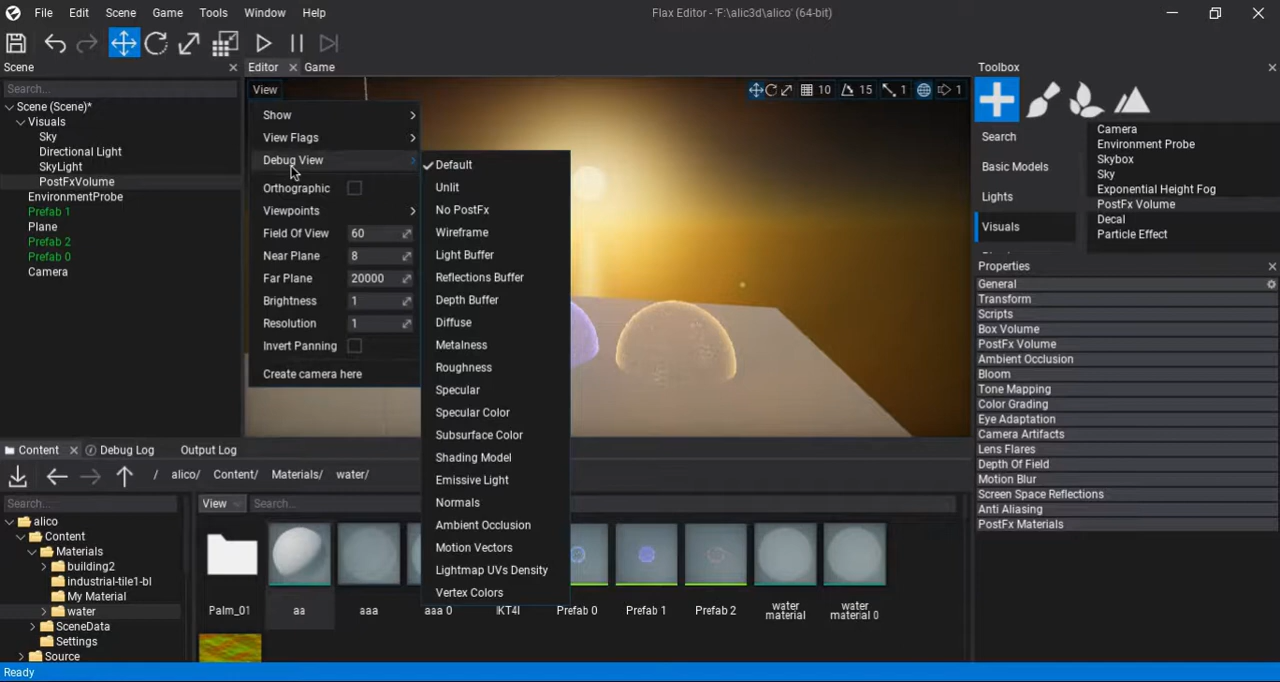 File Edit Scene Game Tools Window Help
Flax Editor - 'F:\alic3d\alico' (64-bit)
Scene
Search...
Scene (Scene)*
Visuals
Sky
Directional Light
SkyLight
PostFxVolume
EnvironmentProbe
Prefab 1
Plane
Prefab 2
Prefab 0
Camera
Editor Game
View
10 15 1 1
Show
View Flags
Debug View
Orthographic
Viewpoints
Field Of View 60
Near Plane 8
Far Plane 20000
Brightness 1
Resolution 1
Invert Panning
Create camera here
Default
Unlit
No PostFx
Wireframe
Light Buffer
Reflections Buffer
Depth Buffer
Diffuse
Metalness
Roughness
Specular
Specular Color
Subsurface Color
Shading Model
Emissive Light
Normals
Ambient Occlusion
Motion Vectors
Lightmap UVs Density
Vertex Colors
Toolbox
Search
Basic Models
Lights
Visuals
Camera
Environment Probe
Skybox
Sky
Exponential Height Fog
PostFx Volume
Decal
Particle Effect
Properties
General
Transform
Scripts
Box Volume
PostFx Volume
Ambient Occlusion
Bloom
Tone Mapping
Color Grading
Eye Adaptation
Camera Artifacts
Lens Flares
Depth Of Field
Motion Blur
Screen Space Reflections
Anti Aliasing
PostFx Materials
Content Debug Log Output Log
/ alico/ Content/ Materials/ water/
Search...
alico
Content
Materials
building2
industrial-tile1-bl
My Material
water
SceneData
Settings
Source
View Search...
Palm_01 aa aaa aaa 0 Prefab 0 Prefab 1 Prefab 2 water material water material 0
Ready